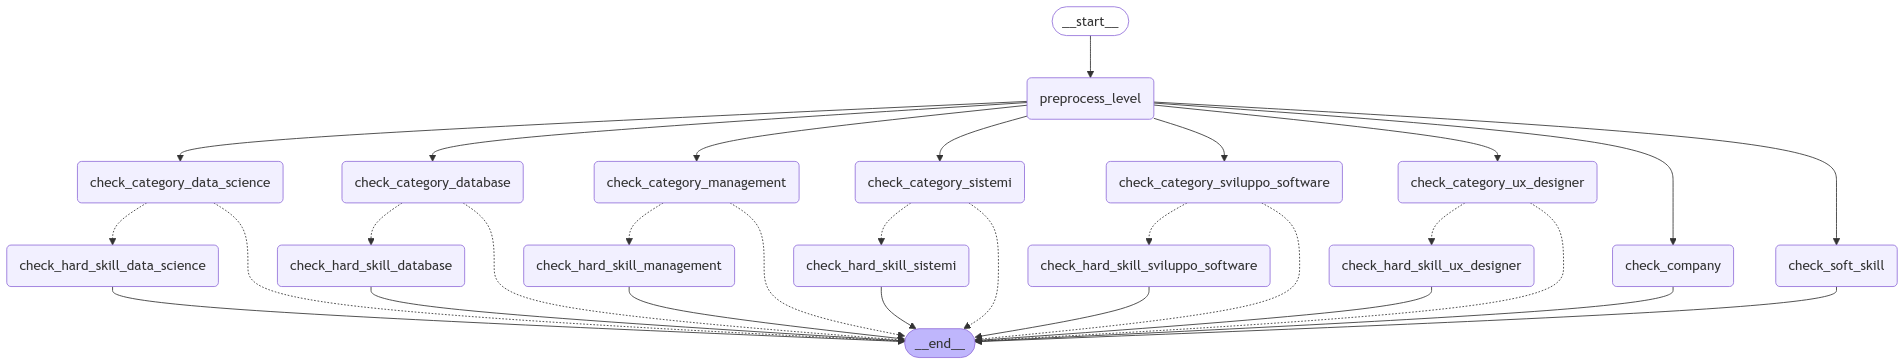 __start__
preprocess_level
check_category_data_science
check_category_database
check_category_management
check_category_sistemi
check_category_sviluppo_software
check_category_ux_designer
check_hard_skill_data_science
check_hard_skill_database
check_hard_skill_management
check_hard_skill_sistemi
check_hard_skill_sviluppo_software
check_hard_skill_ux_designer
check_company
check_soft_skill
__end__